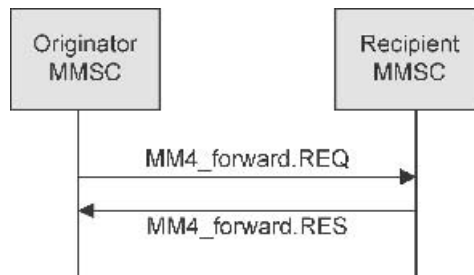 Originator
MMSC
Recipient
MMSC
MM4_forward.REQ
MM4_forward.RES